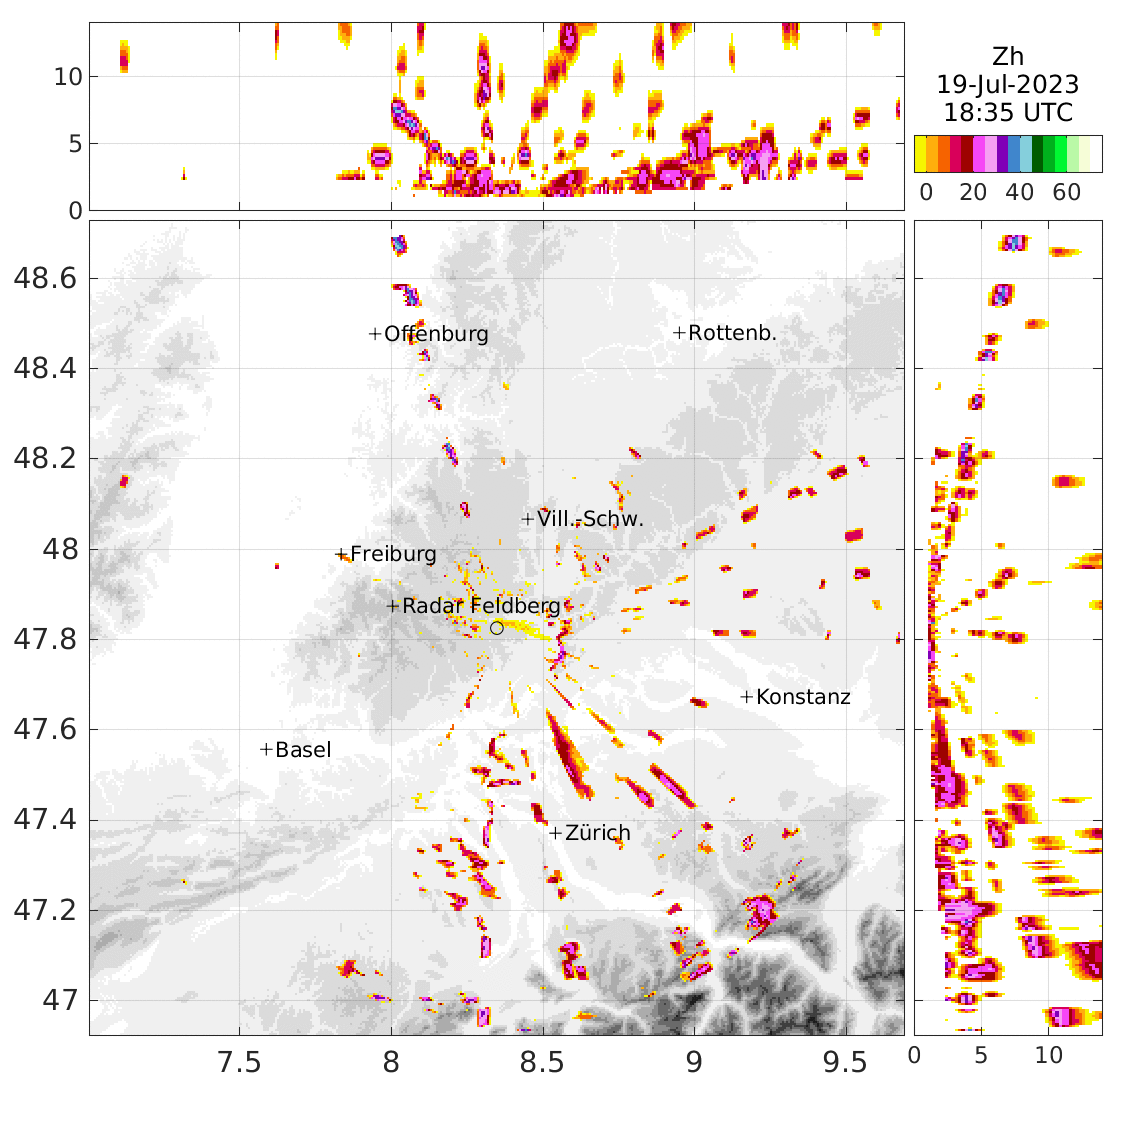 10
5
0
Zh
19-Jul-2023
18:35 UTC
0 20 40 60
48.6
48.4
48.2
48
47.8
47.6
47.4
47.2
47
+Offenburg
+Rottenb.
+Vill.-Schw.
+Freiburg
+Radar Feldberg
+Konstanz
+Basel
+Zürich
7.5 8 8.5 9 9.5
0 5 10